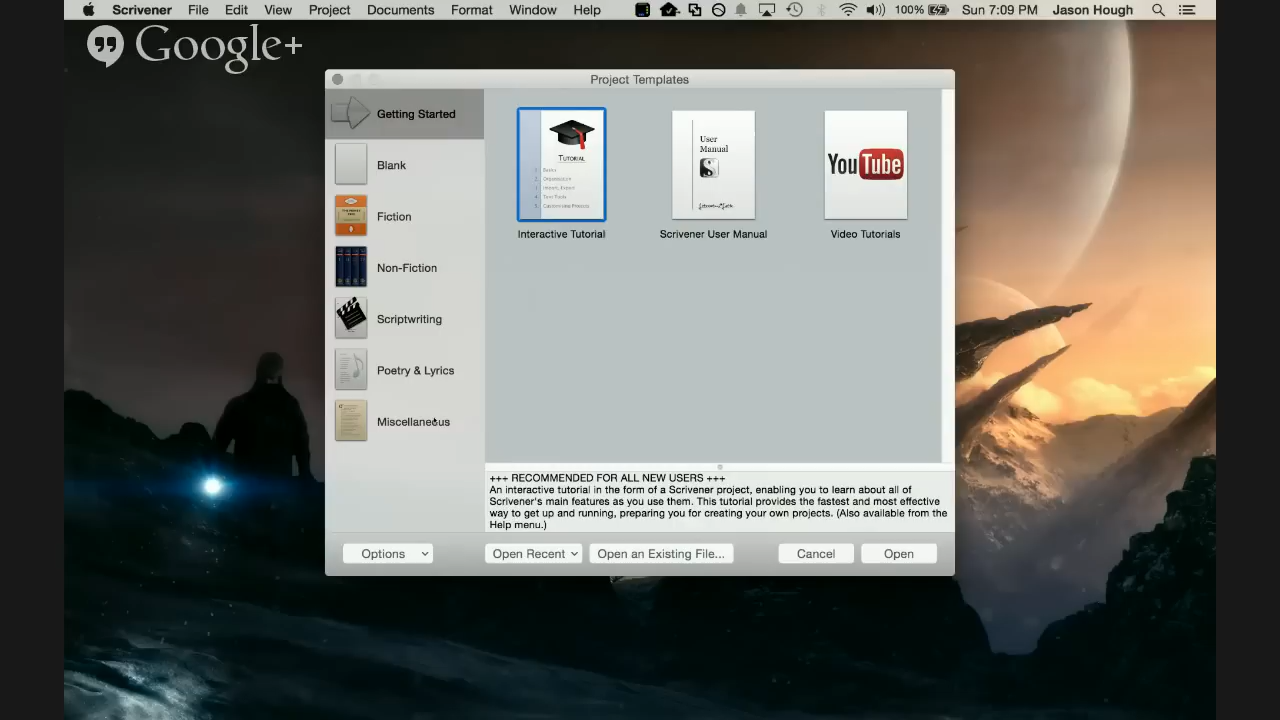 Scrivener File Edit View Project Documents Format Window Help 100% Sun 7:09 PM Jason Hough
Google+
Project Templates
Getting Started
Blank
Fiction
Non-Fiction
Scriptwriting
Poetry & Lyrics
Miscellaneous
TUTORIAL
User
Manual
YouTube
Interactive Tutorial
Scrivener User Manual
Video Tutorials
+++ RECOMMENDED FOR ALL NEW USERS +++
An interactive tutorial in the form of a Scrivener project, enabling you to learn about all of
Scrivener's main features as you use them. This tutorial provides the fastest and most effective
way to get up and running, preparing you for creating your own projects. (Also available from the
Help menu.)
Options Open Recent Open an Existing File... Cancel Open